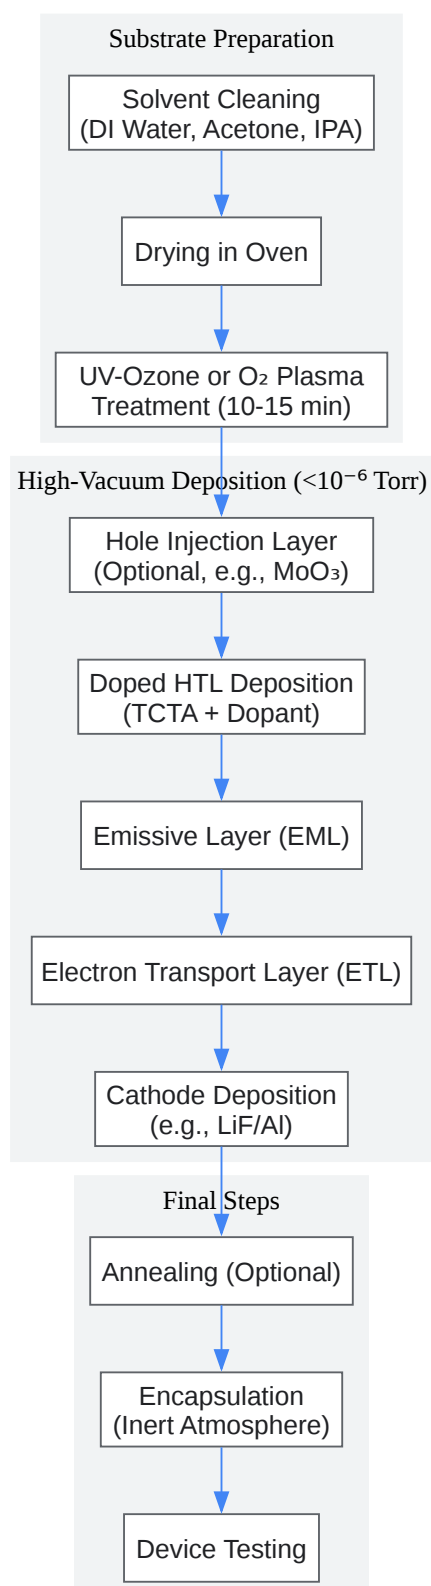 Substrate Preparation
Solvent Cleaning
(DI Water, Acetone, IPA)
Drying in Oven
UV-Ozone or O₂ Plasma
Treatment (10-15 min)
High-Vacuum Deposition (<10⁻⁶ Torr)
Hole Injection Layer
(Optional, e.g., MoO₃)
Doped HTL Deposition
(TCTA + Dopant)
Emissive Layer (EML)
Electron Transport Layer (ETL)
Cathode Deposition
(e.g., LiF/Al)
Final Steps
Annealing (Optional)
Encapsulation
(Inert Atmosphere)
Device Testing